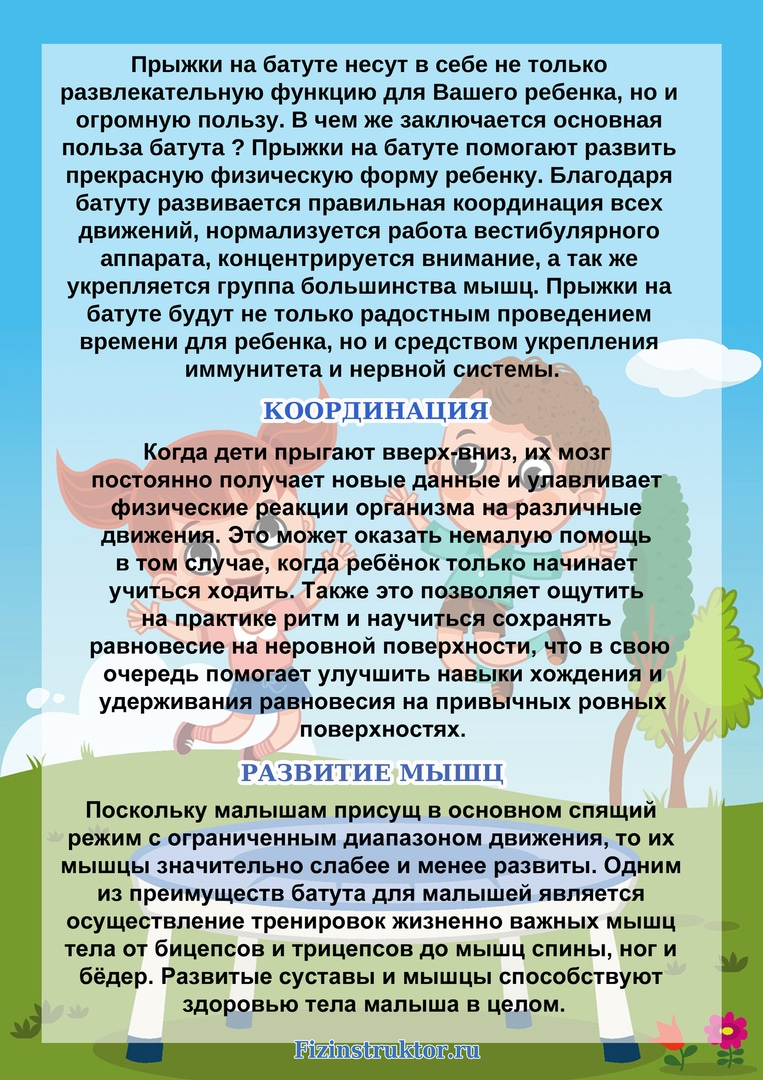 Прыжки на батуте несут в себе не только
развлекательную функцию для Вашего ребенка, но и
огромную пользу. В чем же заключается основная
польза батута ? Прыжки на батуте помогают развить
прекрасную физическую форму ребенку. Благодаря
батуту развивается правильная координация всех
движений, нормализуется работа вестибулярного
аппарата, концентрируется внимание, а так же
укрепляется группа большинства мышц. Прыжки на
батуте будут не только радостным проведением
времени для ребенка, но и средством укрепления
иммунитета и нервной системы.
КООРДИНАЦИЯ
Когда дети прыгают вверх-вниз, их мозг
постоянно получает новые данные и улавливает
физические реакции организма на различные
движения. Это может оказать немалую помощь
в том случае, когда ребёнок только начинает
учиться ходить. Также это позволяет ощутить
на практике ритм и научиться сохранять
равновесие на неровной поверхности, что в свою
очередь помогает улучшить навыки хождения и
удерживания равновесия на привычных ровных
поверхностях.
РАЗВИТИЕ МЫШЦ
Поскольку малышам присущ в основном спящий
режим с ограниченным диапазоном движения, то их
мышцы значительно слабее и менее развиты. Одним
из преимуществ батута для малышей является
осуществление тренировок жизненно важных мышц
тела от бицепсов и трицепсов до мышц спины, ног и
бёдер. Развитые суставы и мышцы способствуют
здоровью тела малыша в целом.
Fizinstruktor.ru